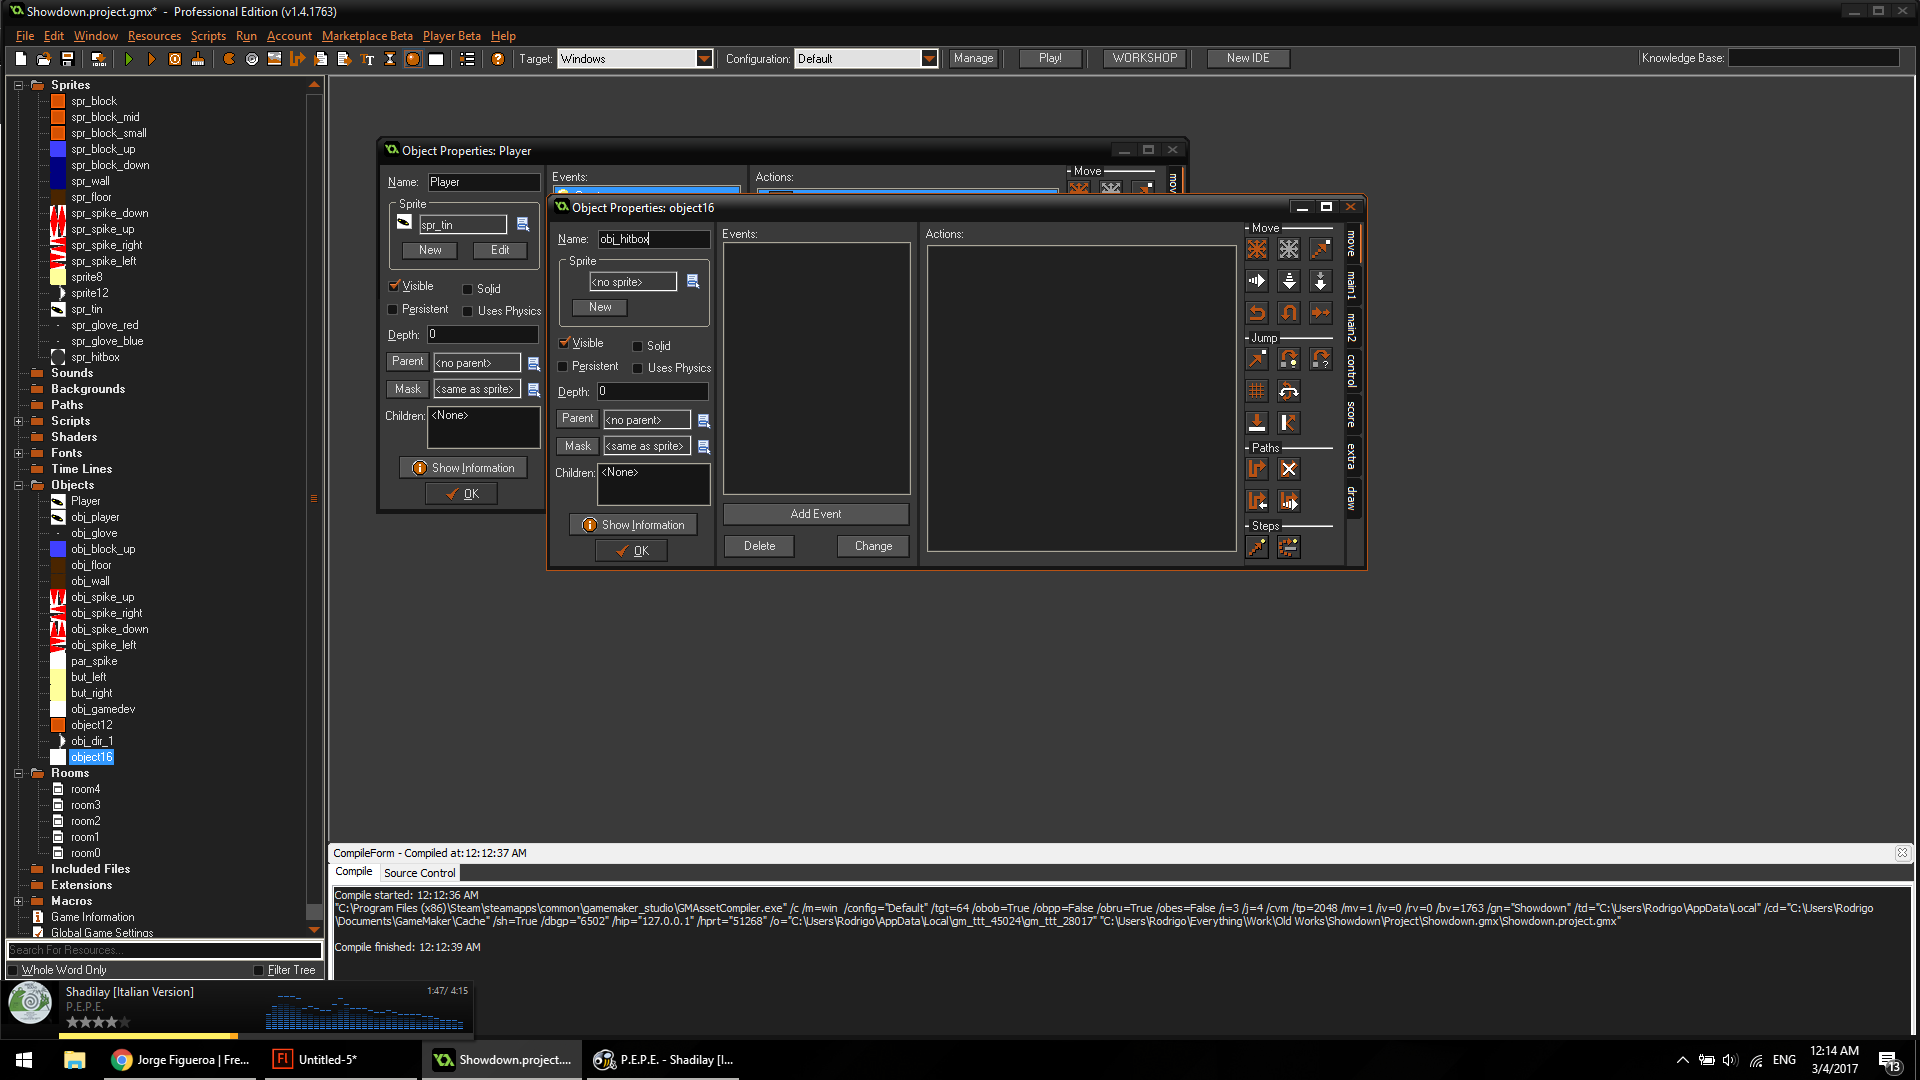 Showdown.project.gmx* - Professional Edition (v1.4.1763)
File Edit Window Resources Scripts Run Account Marketplace Beta Player Beta Help
Target: Windows Configuration: Default Manage Play! WORKSHOP New IDE Knowledge Base:
Sprites
spr_block
spr_block_mid
spr_block_small
spr_block_up
spr_block_down
spr_wall
spr_floor
spr_spike_down
spr_spike_up
spr_spike_right
spr_spike_left
sprite8
sprite12
spr_tin
spr_glove_red
spr_glove_blue
spr_hitbox
Sounds
Backgrounds
Paths
Scripts
Shaders
Fonts
Time Lines
Objects
Player
obj_player
obj_glove
obj_block_up
obj_floor
obj_wall
obj_spike_up
obj_spike_right
obj_spike_down
obj_spike_left
par_spike
but_left
but_right
obj_gamedev
object12
obj_dir_1
object16
Rooms
room4
room3
room2
room1
room0
Included Files
Extensions
Macros
Game Information
Global Game Settings
Search For Resources...
Whole Word Only Filter Tree
Object Properties: Player
Name: Player
Sprite
spr_tin
New Edit
Visible Solid
Persistent Uses Physics
Depth: 0
Parent <no parent>
Mask <same as sprite>
Children: <None>
Show Information
OK
Events:
Actions:
Move
move
Object Properties: object16
Name: obj_hitbox
Sprite
<no sprite>
New
Visible Solid
Persistent Uses Physics
Depth: 0
Parent <no parent>
Mask <same as sprite>
Children: <None>
Show Information
OK
Events:
Add Event
Delete Change
Actions:
Move
Jump
Paths
Steps
move
main1
main2
control
score
extra
draw
CompileForm - Compiled at:12:12:37 AM
Compile Source Control
Compile started: 12:12:36 AM
"C:\Program Files (x86)\Steam\steamapps\common\gamemaker_studio\GMAssetCompiler.exe" /c /m=win /config="Default" /tgt=64 /obob=True /obpp=False /obru=True /obes=False /i=3 /j=4 /cvm /tp=2048 /mv=1 /iv=0 /rv=0 /bv=1763 /gn="Showdown" /td="C:\Users\Rodrigo\AppData\Local" /cd="C:\Users\Rodrigo
\Documents\GameMaker\Cache" /sh=True /dbgp="6502" /hip="127.0.0.1" /hprt="51268" /o="C:\Users\Rodrigo\AppData\Local\gm_ttt_45024\gm_ttt_28017" "C:\Users\Rodrigo\Everything\Work\Old Works\Showdown\Project\Showdown.gmx\Showdown.project.gmx"
Compile finished: 12:12:39 AM
Shadilay [Italian Version] 1:47/ 4:15
P.E.P.E.
Jorge Figueroa | Fre...
Untitled-5*
Showdown.project....
P.E.P.E. - Shadilay [I...
ENG
12:14 AM
3/4/2017
13